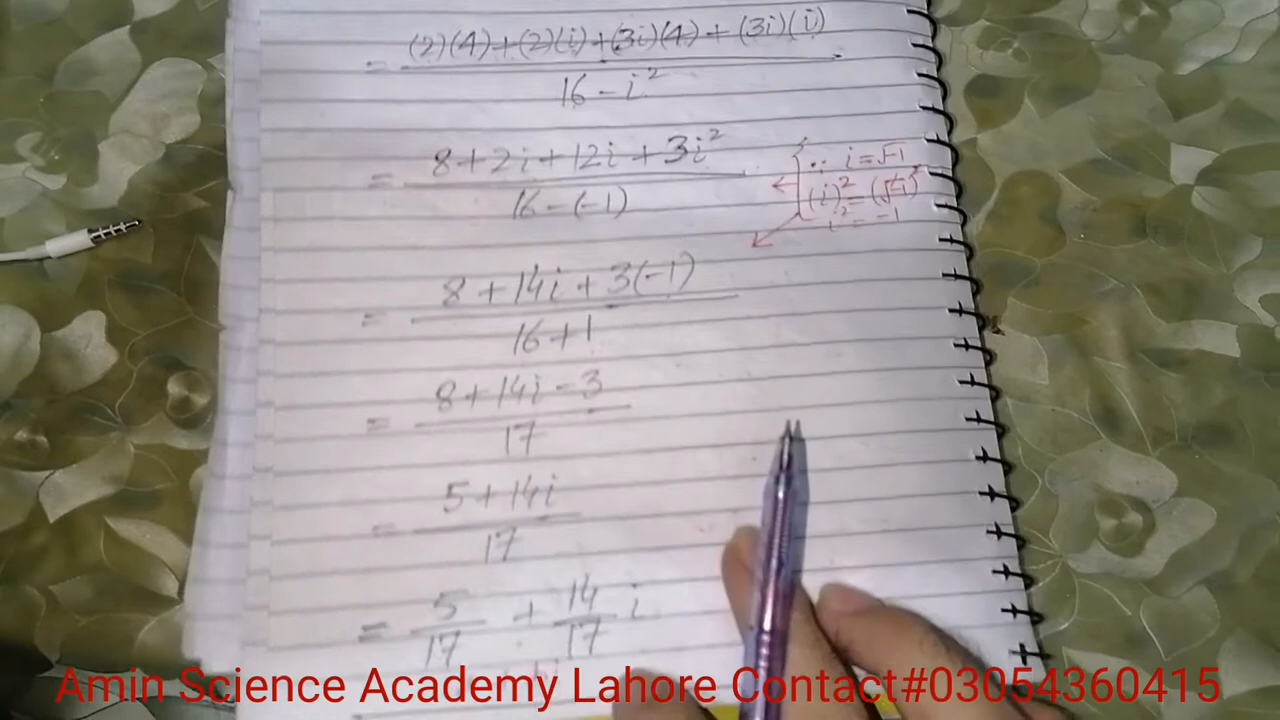 = (2)(4)+(2)(i)+(3i)(4)+(3i)(i) / 16-i²
= 8+2i+12i+3i² / 16-(-1)
∵ i=√-1
(i)²=(√-1)²
i²=-1
= 8+14i+3(-1) / 16+1
= 8+14i-3 / 17
= 5+14i / 17
= 5/17 + 14/17 i
Amin Science Academy Lahore Contact#03054360415